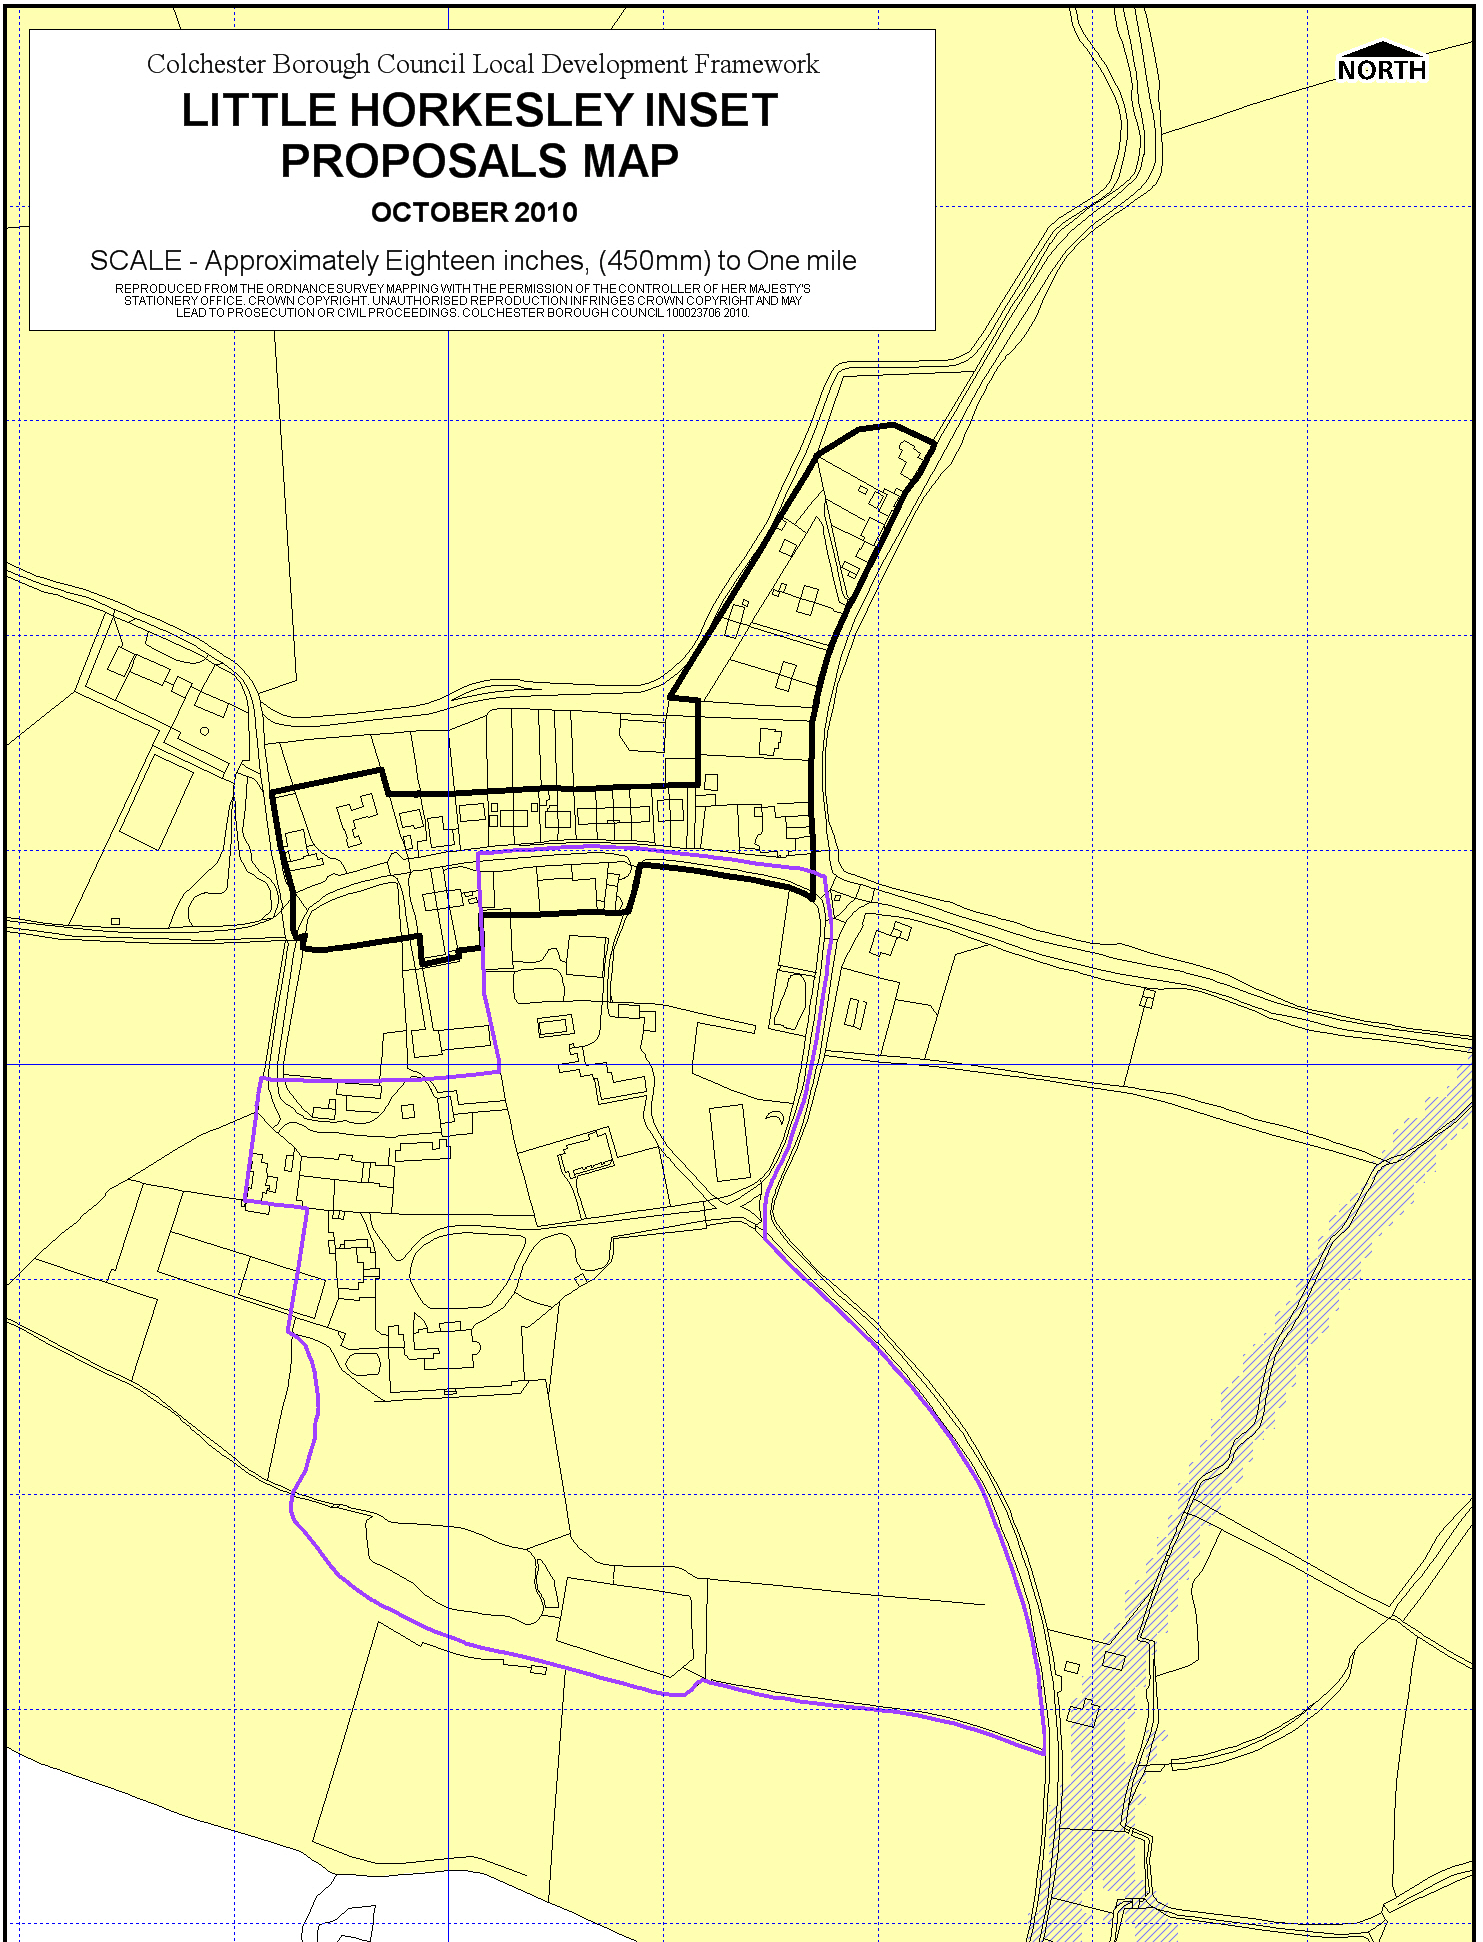 Colchester Borough Council Local Development Framework
LITTLE HORKESLEY INSET
PROPOSALS MAP
OCTOBER 2010
SCALE - Approximately Eighteen inches, (450mm) to One mile
REPRODUCED FROM THE ORDNANCE SURVEY MAPPING WITH THE PERMISSION OF THE CONTROLLER OF HER MAJESTY'S
STATIONERY OFFICE. CROWN COPYRIGHT. UNAUTHORISED REPRODUCTION INFRINGES CROWN COPYRIGHT AND MAY
LEAD TO PROSECUTION OR CIVIL PROCEEDINGS. COLCHESTER BOROUGH COUNCIL 100023706 2010.
NORTH